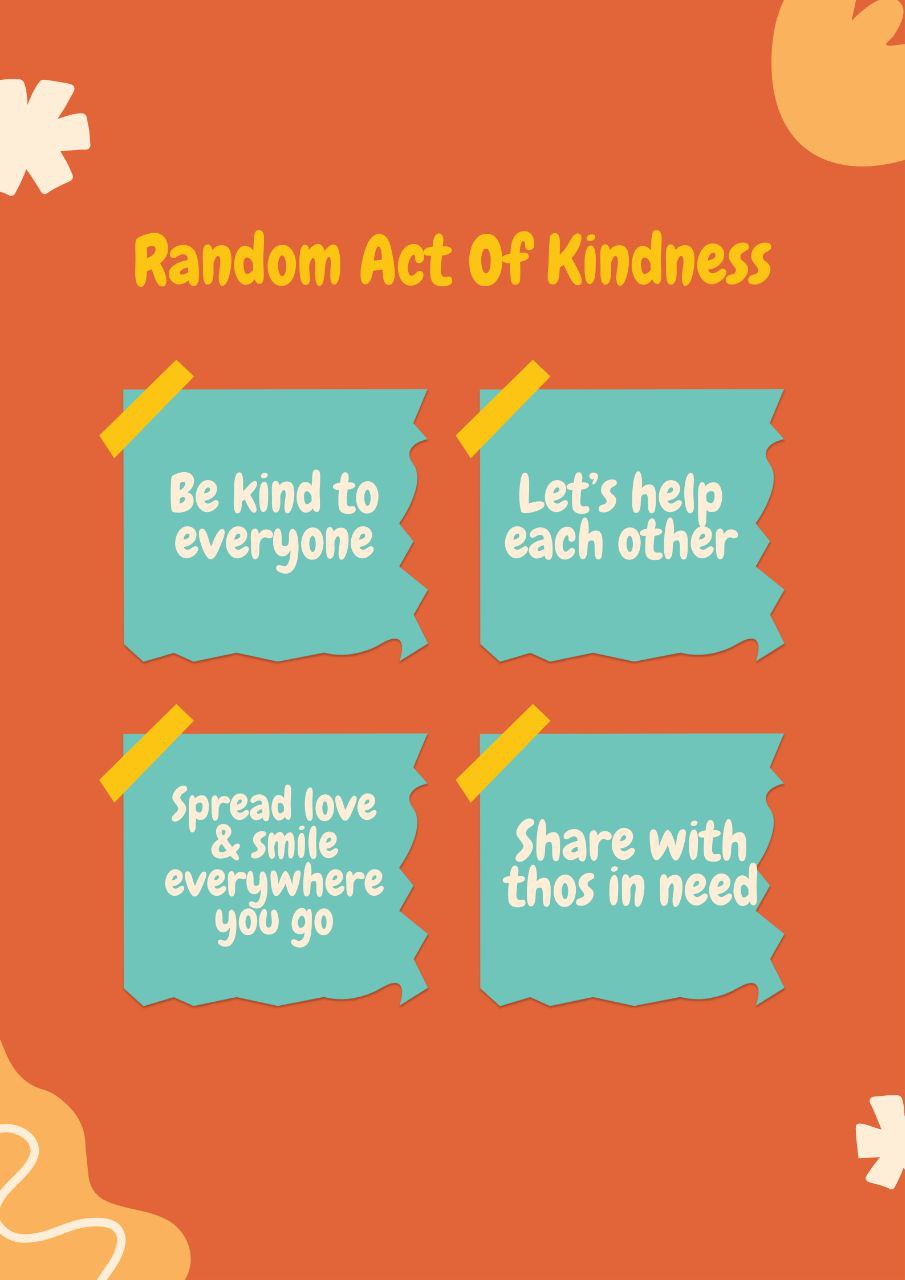 Random Act Of Kindness
Be kind to
everyone
Let's help
each other
Spread love
& smile
everywhere
you go
Share with
thos in need